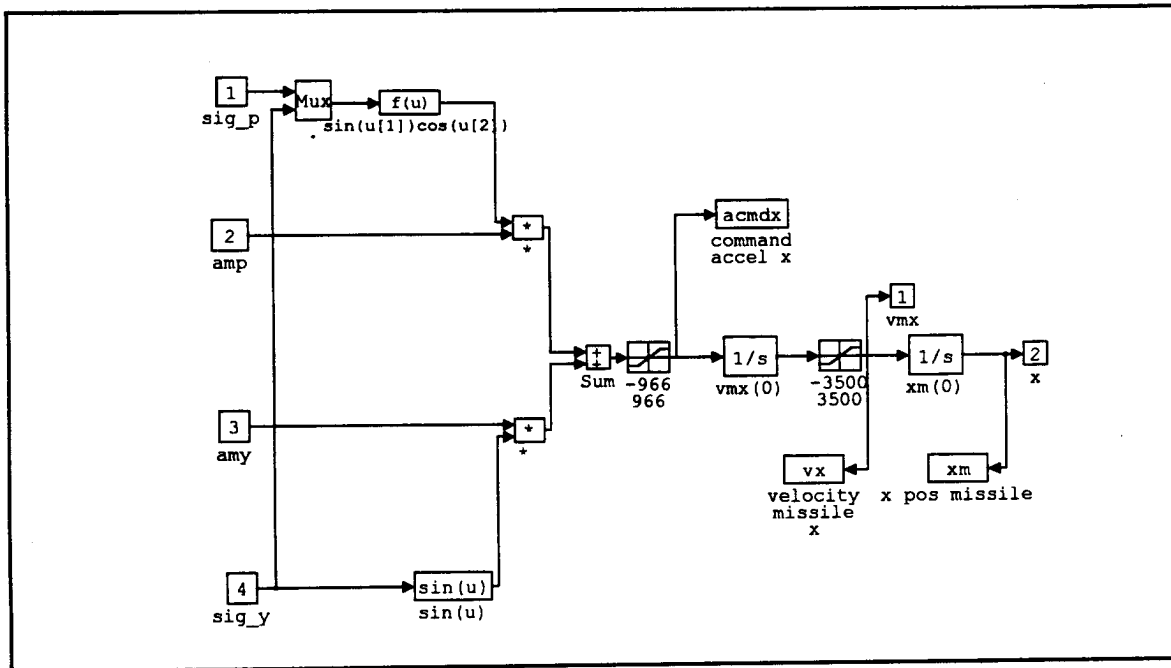 1
Mux
f(u)
sig_p
sin(u[1])cos(u[2])
acmdx
2
*
*
command
accel x
amp
1
vmx
+
+
1/s
1/s
2
Sum
-966
966
vmx(0)
-3500
3500
xm(0)
x
3
*
*
amy
vx
xm
velocity
missile
x
x pos missile
4
sin(u)
sin(u)
sig_y